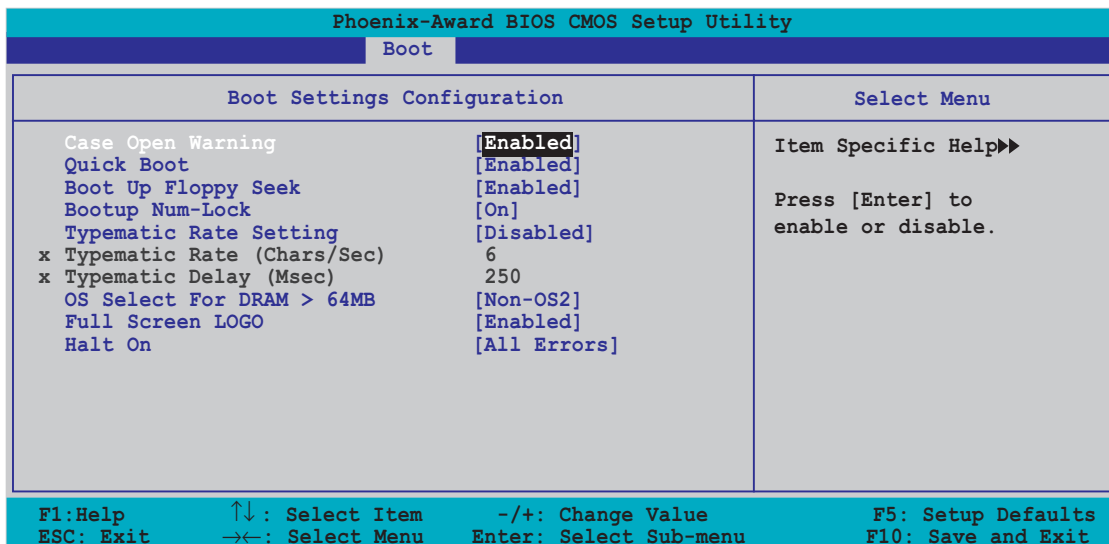 Phoenix-Award BIOS CMOS Setup Utility
Boot
Boot Settings Configuration
Select Menu
Case Open Warning [Enabled]
Quick Boot [Enabled]
Boot Up Floppy Seek [Enabled]
Bootup Num-Lock [On]
Typematic Rate Setting [Disabled]
x Typematic Rate (Chars/Sec) 6
x Typematic Delay (Msec) 250
OS Select For DRAM > 64MB [Non-OS2]
Full Screen LOGO [Enabled]
Halt On [All Errors]
Item Specific Help▶▶
Press [Enter] to
enable or disable.
F1:Help ↑↓: Select Item -/+: Change Value F5: Setup Defaults
ESC: Exit →←: Select Menu Enter: Select Sub-menu F10: Save and Exit